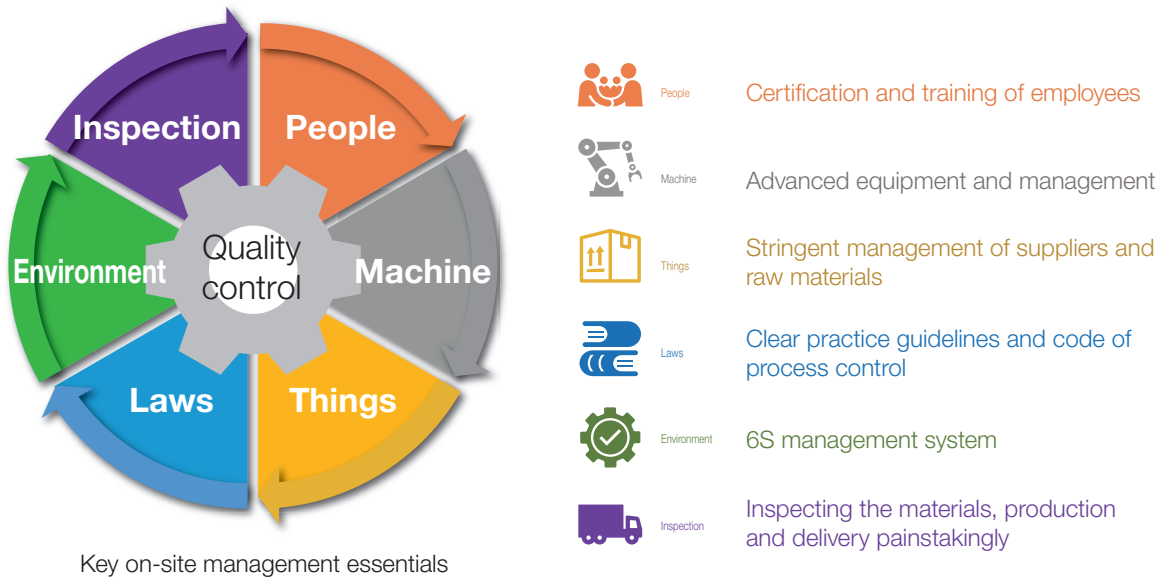 Inspection
People
Environment
Quality
control
Machine
Laws
Things
Key on-site management essentials
People
Certification and training of employees
Machine
Advanced equipment and management
Things
Stringent management of suppliers and
raw materials
Laws
Clear practice guidelines and code of
process control
Environment
6S management system
Inspection
Inspecting the materials, production
and delivery painstakingly